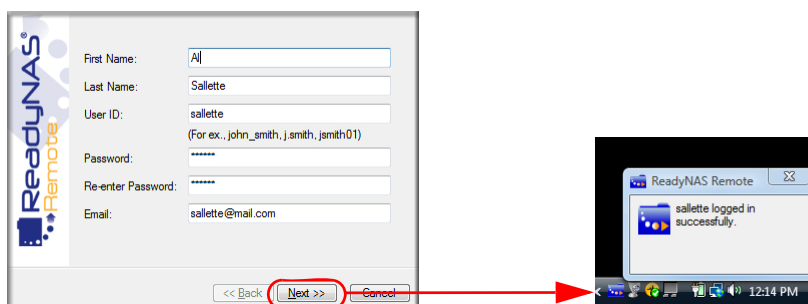 ReadyNAS®
Remote
First Name: Al
Last Name: Sallette
User ID: sallette
(For ex., john_smith, j.smith, jsmith01)
Password: ******
Re-enter Password: ******
Email: sallette@mail.com
<< Back Next >> Cancel
ReadyNAS Remote
sallette logged in
successfully.
12:14 PM